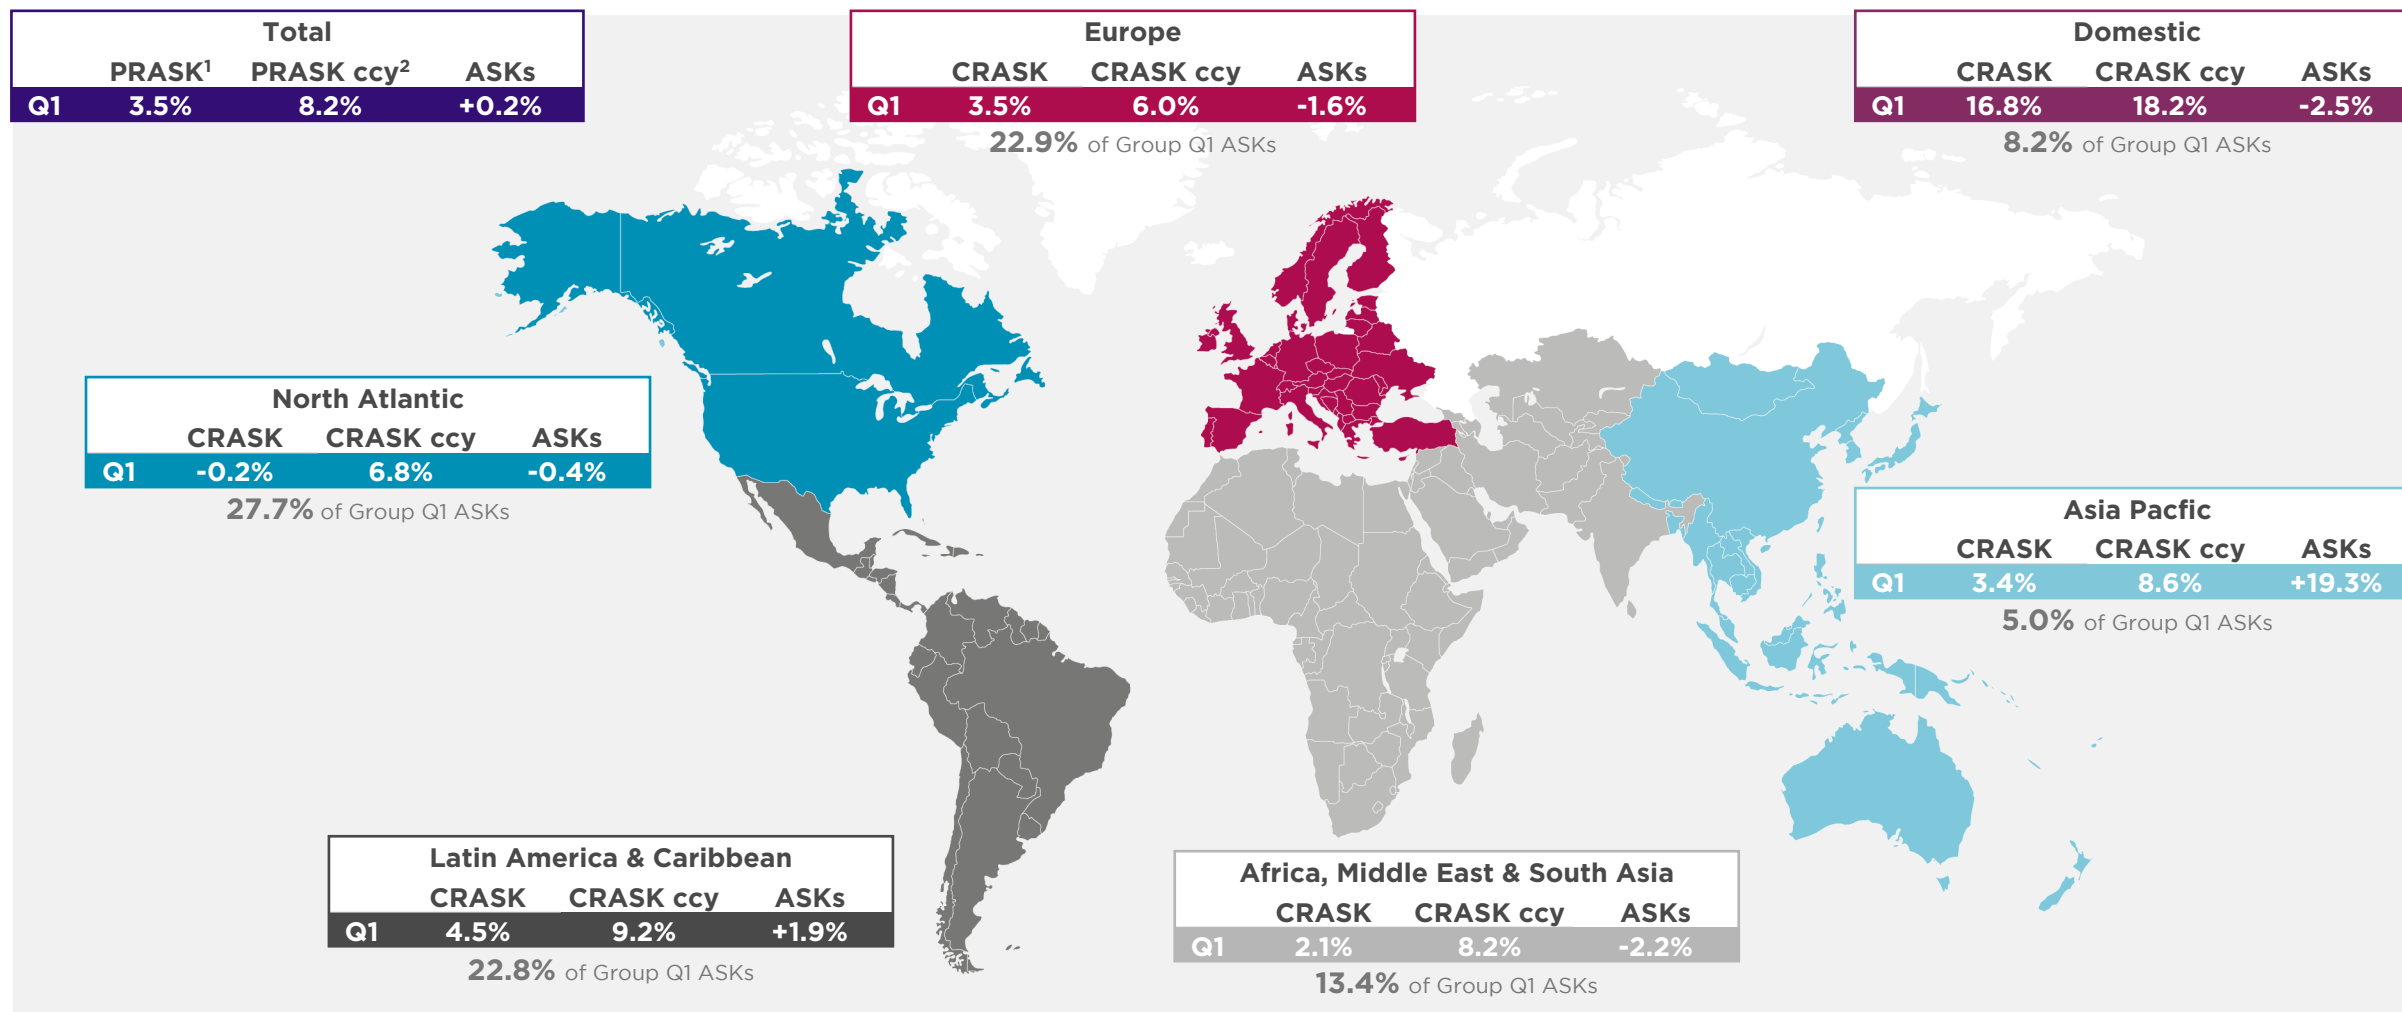 Total
PRASK¹ PRASK ccy² ASKs
Q1 3.5% 8.2% +0.2%
Europe
CRASK CRASK ccy ASKs
Q1 3.5% 6.0% -1.6%
22.9% of Group Q1 ASKs
Domestic
CRASK CRASK ccy ASKs
Q1 16.8% 18.2% -2.5%
8.2% of Group Q1 ASKs
North Atlantic
CRASK CRASK ccy ASKs
Q1 -0.2% 6.8% -0.4%
27.7% of Group Q1 ASKs
Asia Pacfic
CRASK CRASK ccy ASKs
Q1 3.4% 8.6% +19.3%
5.0% of Group Q1 ASKs
Latin America & Caribbean
CRASK CRASK ccy ASKs
Q1 4.5% 9.2% +1.9%
22.8% of Group Q1 ASKs
Africa, Middle East & South Asia
CRASK CRASK ccy ASKs
Q1 2.1% 8.2% -2.2%
13.4% of Group Q1 ASKs